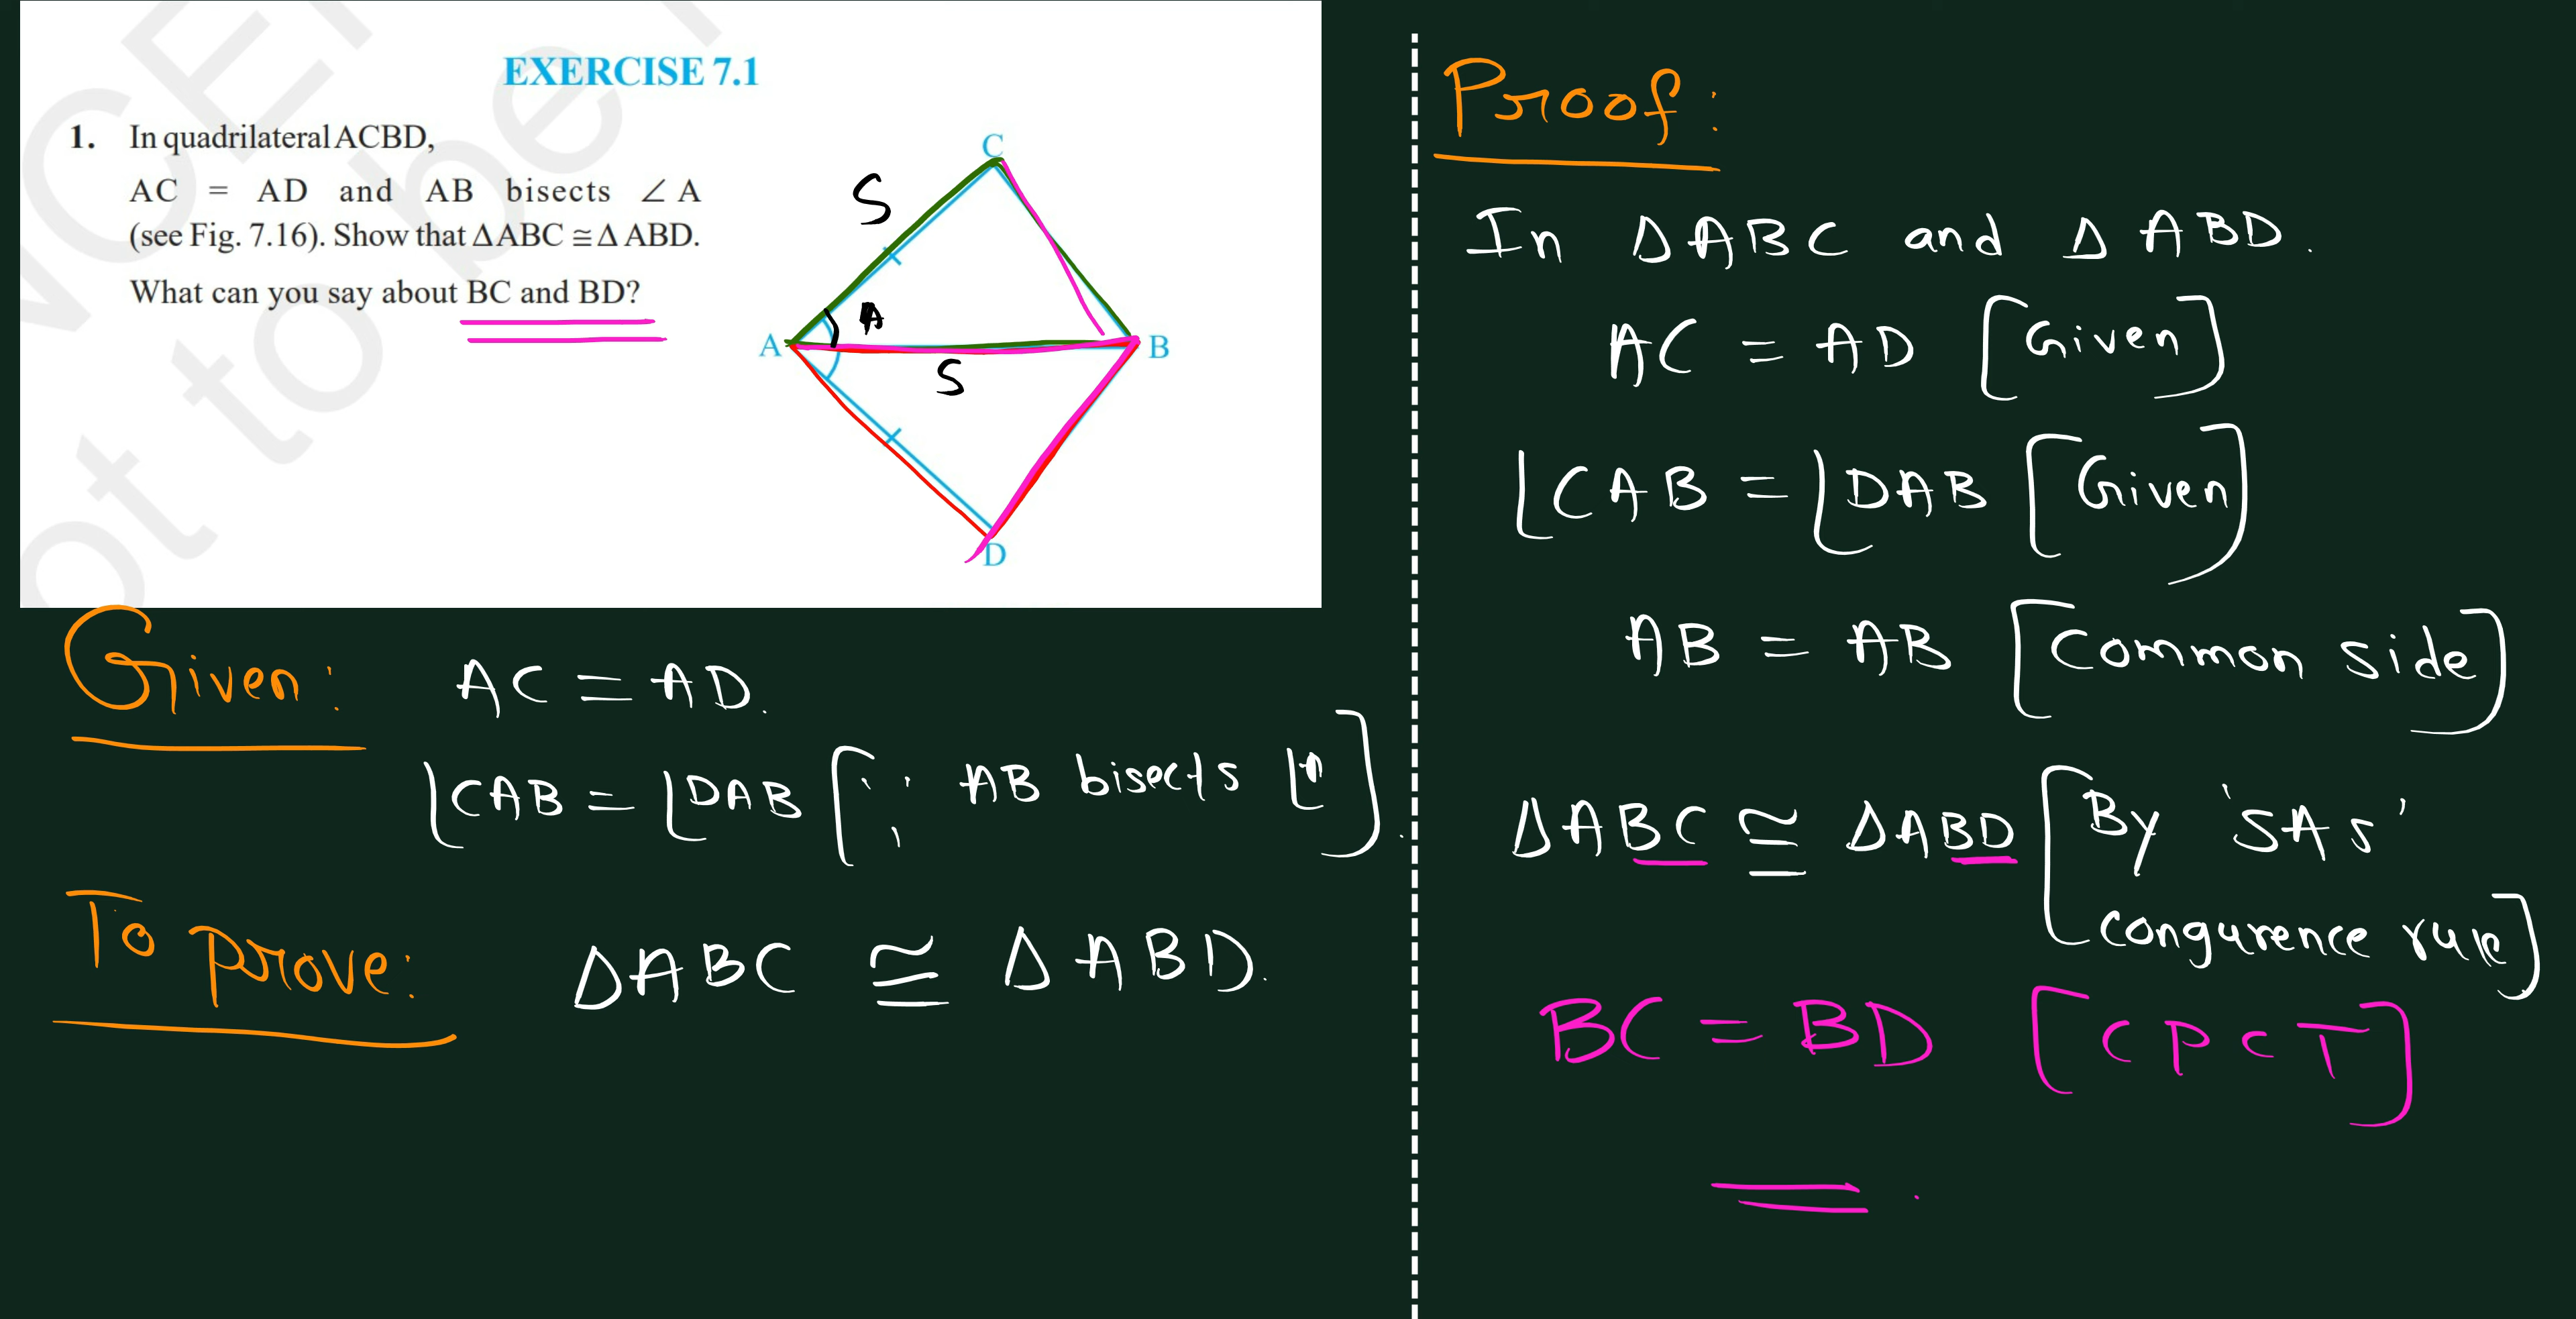 EXERCISE 7.1
1. In quadrilateral ACBD,
AC = AD and AB bisects ∠ A
(see Fig. 7.16). Show that Δ ABC ≅ Δ ABD.
What can you say about BC and BD?
C
S
A
A
B
S
D
Given: AC = AD.
∠CAB = ∠DAB [∵ AB bisects ∠A].
To prove: ΔABC ≅ ΔABD.
Proof:
In ΔABC and ΔABD.
AC = AD [Given]
∠CAB = ∠DAB [Given]
AB = AB [Common side]
ΔABC ≅ ΔABD [By 'SAS'
congurence rule]
BC = BD [CPCT]